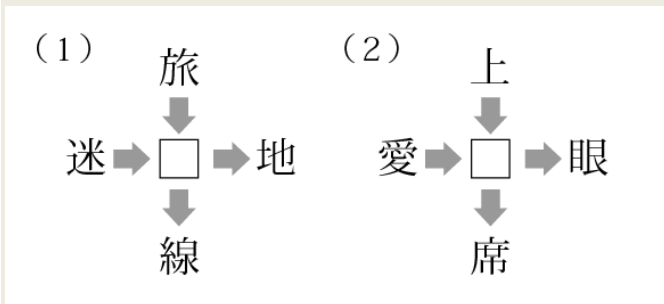 (1) (2)
旅 上
迷 地 愛 眼
線 席